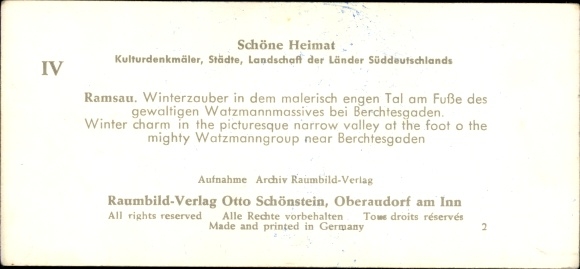 Schöne Heimat
Kulturdenkmäler, Städte, Landschaft der Länder Süddeutschlands
IV
Ramsau. Winterzauber in dem malerisch engen Tal am Fuße des
gewaltigen Watzmannmassives bei Berchtesgaden.
Winter charm in the picturesque narrow valley at the foot o the
mighty Watzmanngroup near Berchtesgaden
Aufnahme Archiv Raumbild-Verlag
Raumbild-Verlag Otto Schönstein, Oberaudorf am Inn
All rights reserved Alle Rechte vorbehalten Tous droits réservés
Made and printed in Germany 2